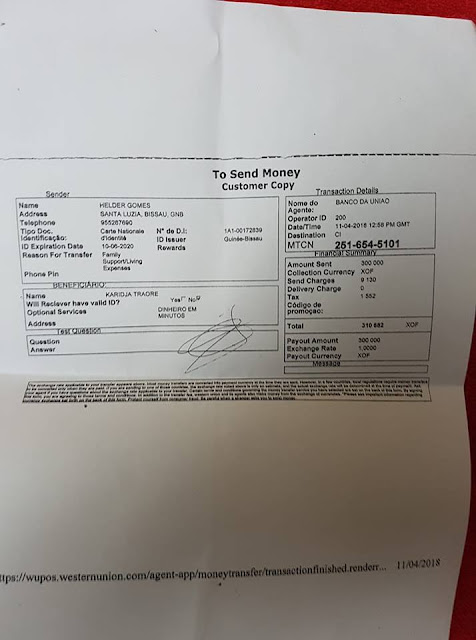 To Send Money
Customer Copy
Sender
Name HELDER GOMES
Address SANTA LUZIA, BISSAU, GNB
Telephone 955267690
Tipo Doc. Identificação: Carte Nationale d'Identité
Nº de D.I: 1A1-00172839
ID Issuer Guinée-Bissau
ID Expiration Date 10-06-2020
Rewards
Reason For Transfer Family Support/Living Expenses
Phone Pin
BENEFICIÁRIO:
Name KARIDJA TRAORE
Will Reciever have valid ID? Yes No
Optional Services DINHEIRO EM MINUTOS
Address
Test Question
Question
Answer
Transaction Details
Nome do Agente: BANCO DA UNIAO
Operator ID 200
Date/Time 11-04-2018 12:58 PM GMT
Destination CI
MTCN 251-654-5101
Financial Summary
Amount Sent 300 000
Collection Currency XOF
Send Charges 9 130
Delivery Charge 0
Tax 1 552
Código de promoçao:
Total 310 682 XOF
Payout Amount 300 000
Exchange Rate 1,0000
Payout Currency XOF
Message
ttps://wupos.westernunion.com/agent-app/moneytransfer/transactionfinished.renderr... 11/04/2018